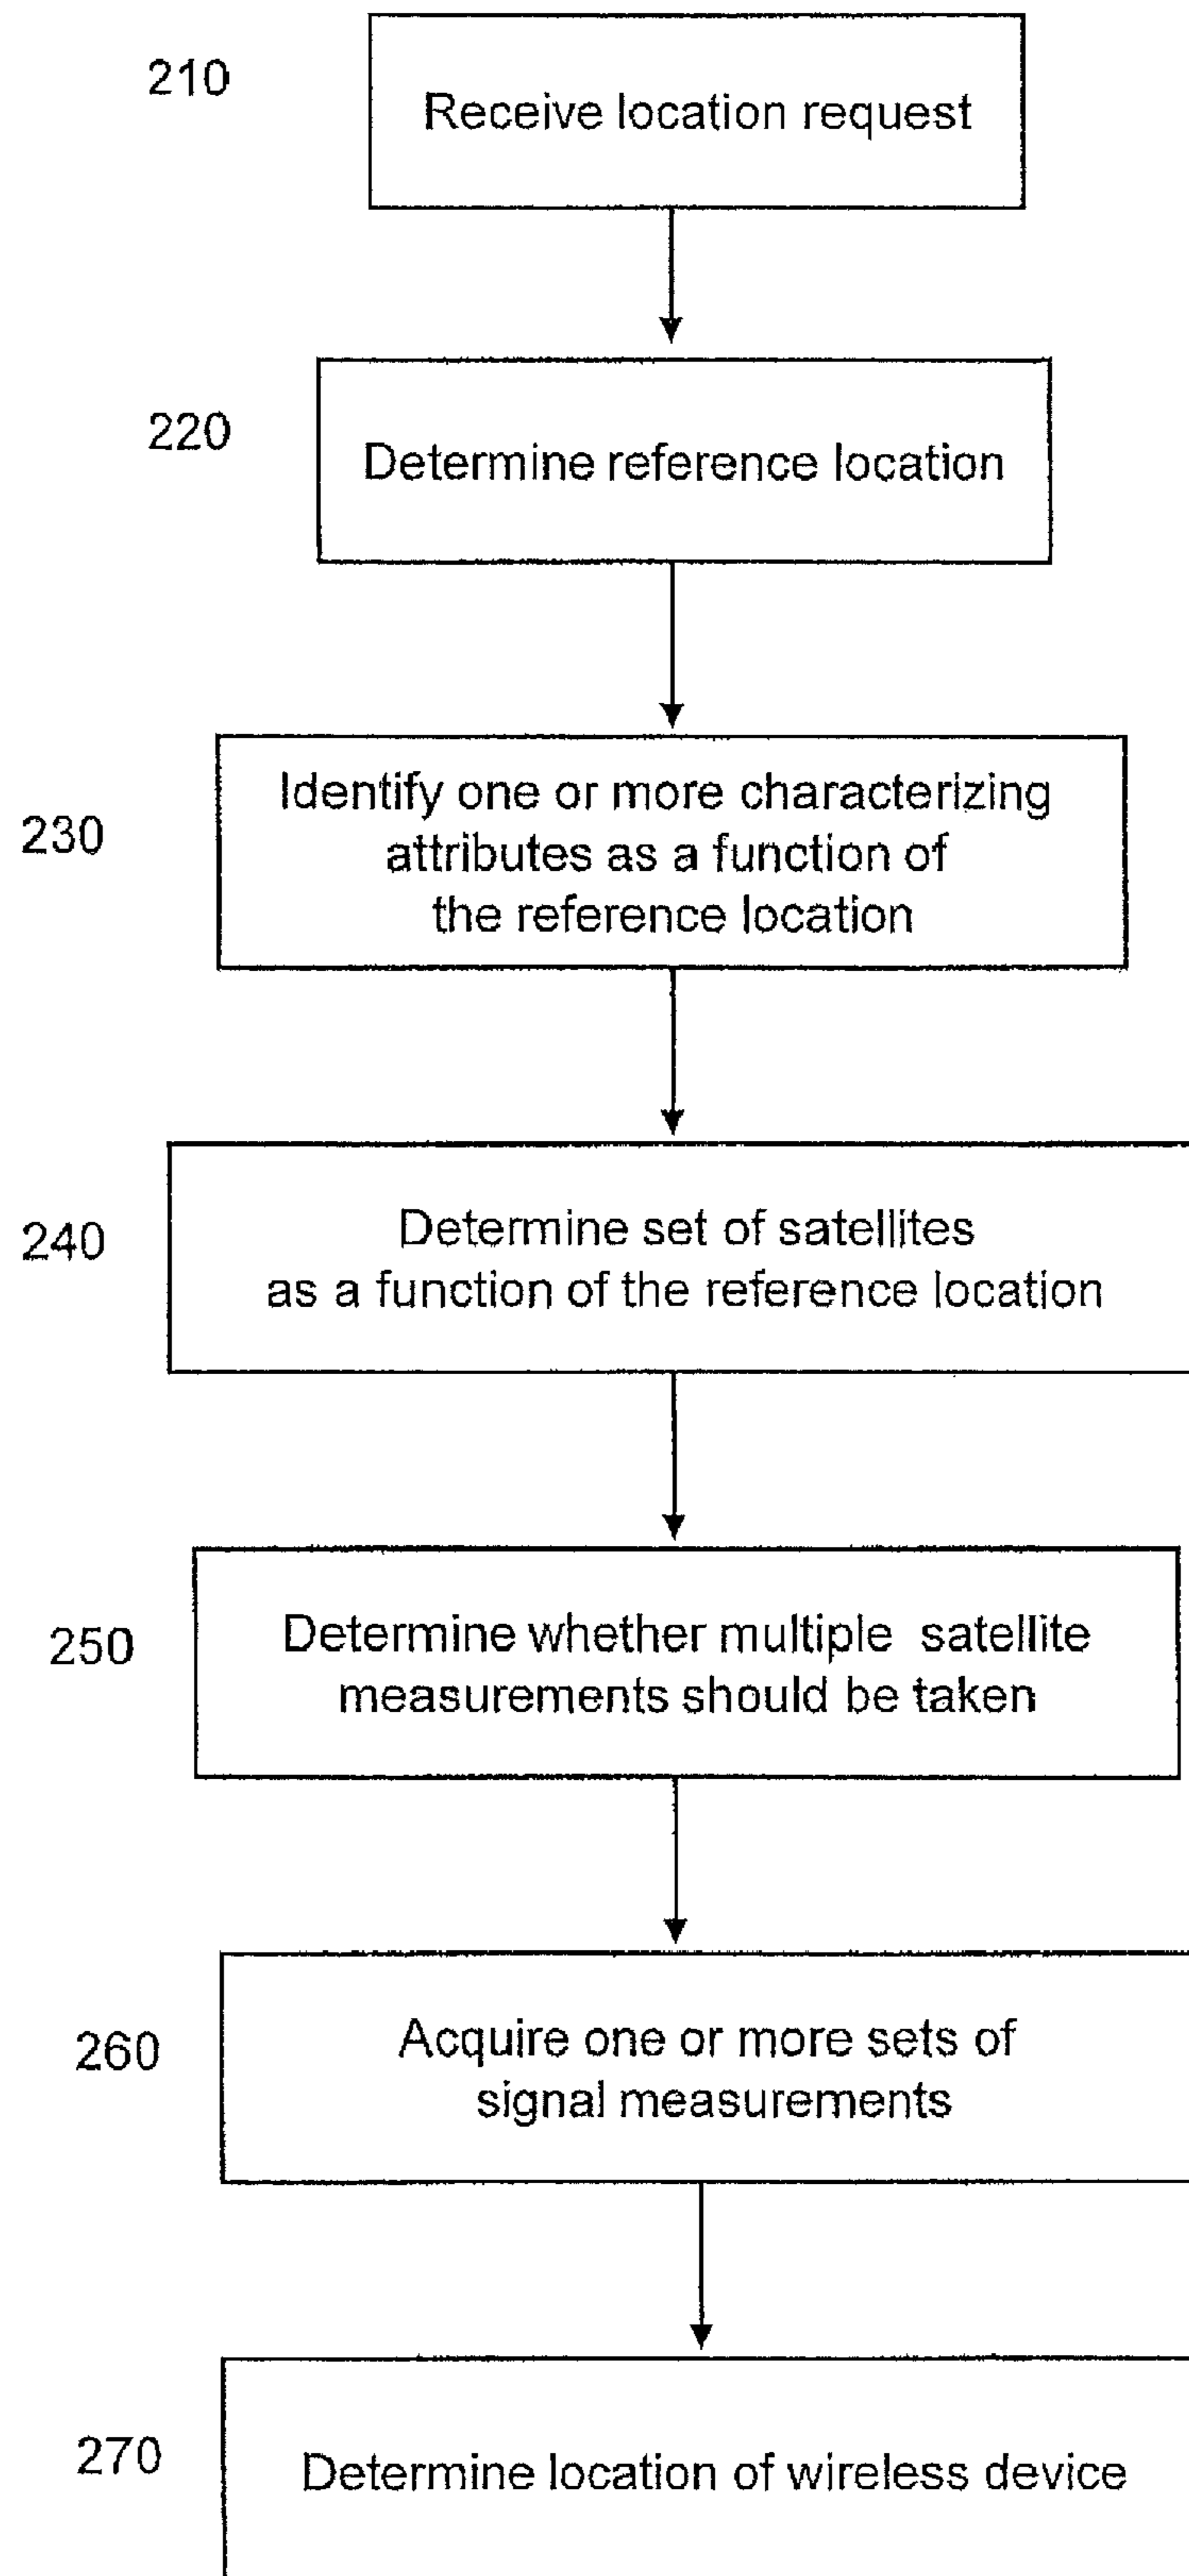 210
Receive location request
220
Determine reference location
230
Identify one or more characterizing
attributes as a function of
the reference location
240
Determine set of satellites
as a function of the reference location
250
Determine whether multiple satellite
measurements should be taken
260
Acquire one or more sets of
signal measurements
270
Determine location of wireless device